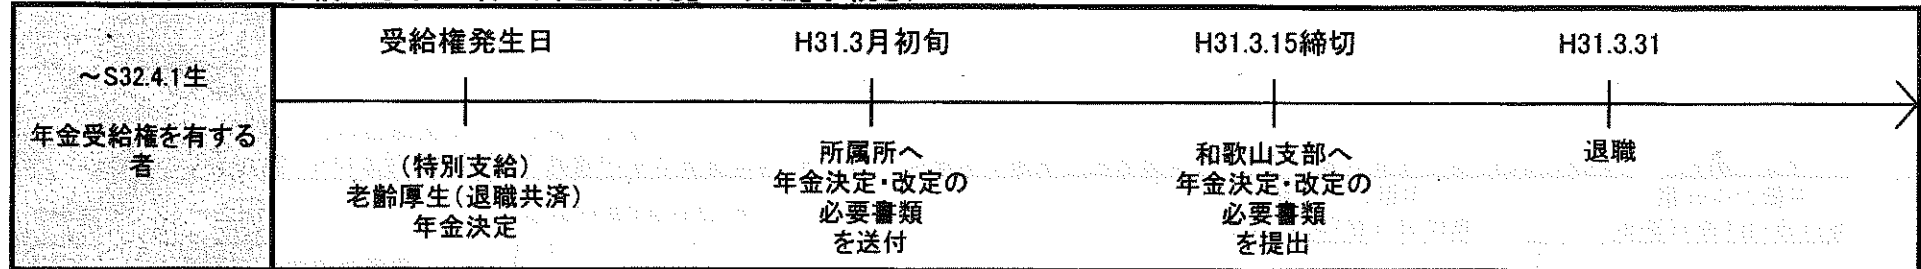 ～S32.4.1生
年金受給権を有する
者
受給権発生日
H31.3月初旬
H31.3.15締切
H31.3.31
(特別支給)
老齢厚生(退職共済)
年金決定
所属所へ
年金決定・改定の
必要書類
を送付
和歌山支部へ
年金決定・改定の
必要書類
を提出
退職